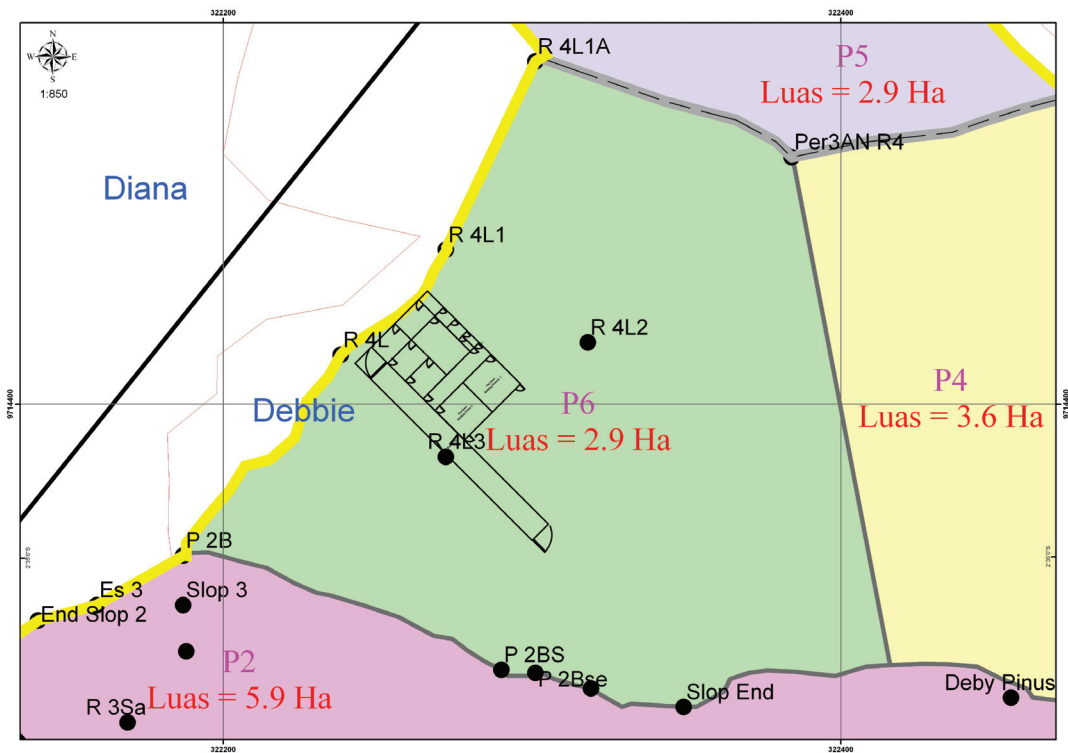 322200
322400
N
W E
S
1:850
R 4L1A
P5
Luas = 2.9 Ha
Per3AN R4
Diana
R 4L1
R 4L2
R 4L
Debbie
P6
P4
Luas = 3.6 Ha
9714400
9714400
R 4L3
Luas = 2.9 Ha
P 2B
Es 3
Slop 3
End Slop 2
P 2BS
P 2Bse
P2
Luas = 5.9 Ha
Slop End
Deby Pinus
R 3Sa
322200
322400